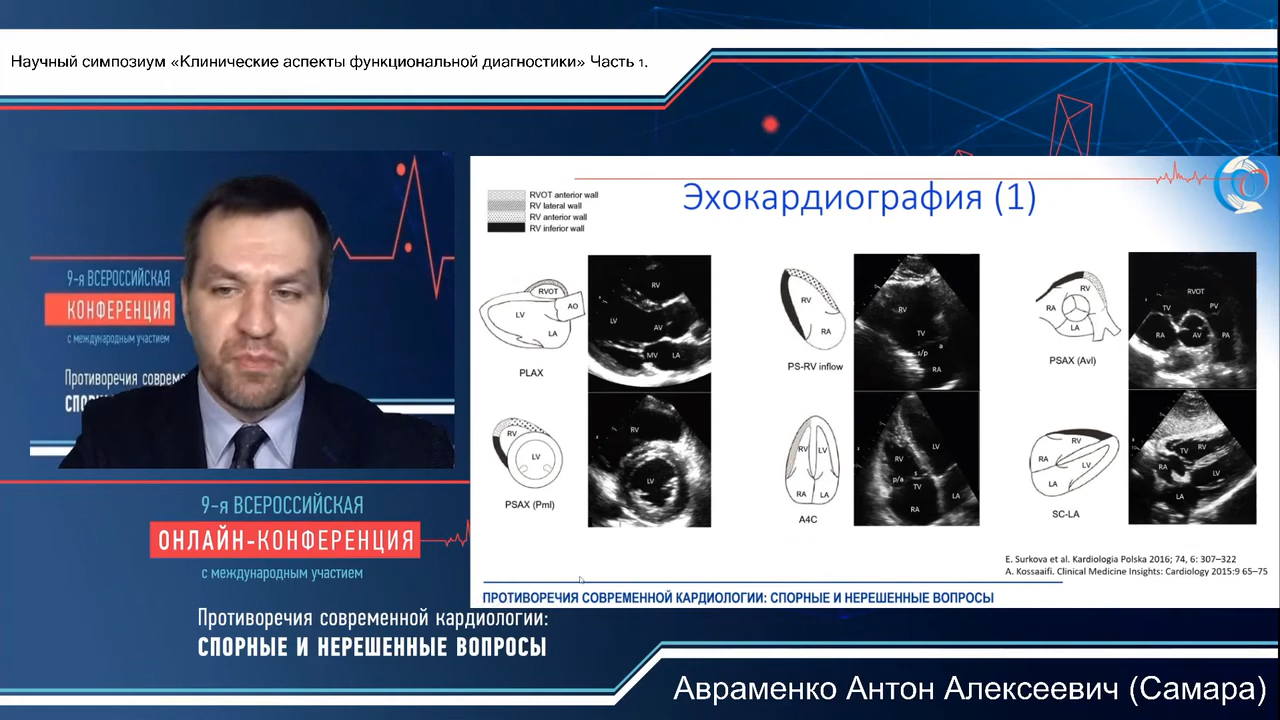 Научный симпозиум «Клинические аспекты функциональной диагностики» Часть 1.
9-я ВСЕРОССИЙСКАЯ
КОНФЕРЕНЦИЯ
с международным участием
Противоречия совреме
СПО
9-я ВСЕРОССИЙСКАЯ
ОНЛАЙН-КОНФЕРЕНЦИЯ
с международным участием
Противоречия современной кардиологии:
СПОРНЫЕ И НЕРЕШЕННЫЕ ВОПРОСЫ
Эхокардиография (1)
RVOT anterior wall
RV lateral wall
RV anterior wall
RV inferior wall
RVOT
AO
LV
LA
PLAX
RV
LV
AV
MV
LA
RV
RA
PS-RV inflow
RV
TV
a
s/p
RA
RA
RV
LA
PSAX (Avl)
RVOT
TV
PV
RA
AV
PA
RV
LV
PSAX (Pml)
RV
LV
RV
LV
RA
LA
A4C
LV
RV
s
p/a
TV
LA
RA
RV
RA
LV
LA
SC-LA
RV
RA
LV
LA
E. Surkova et al. Kardiologia Polska 2016; 74, 6: 307–322
A. Kossaaifi. Clinical Medicine Insights: Cardiology 2015:9 65–75
ПРОТИВОРЕЧИЯ СОВРЕМЕННОЙ КАРДИОЛОГИИ: СПОРНЫЕ И НЕРЕШЕННЫЕ ВОПРОСЫ
Авраменко Антон Алексеевич (Самара)